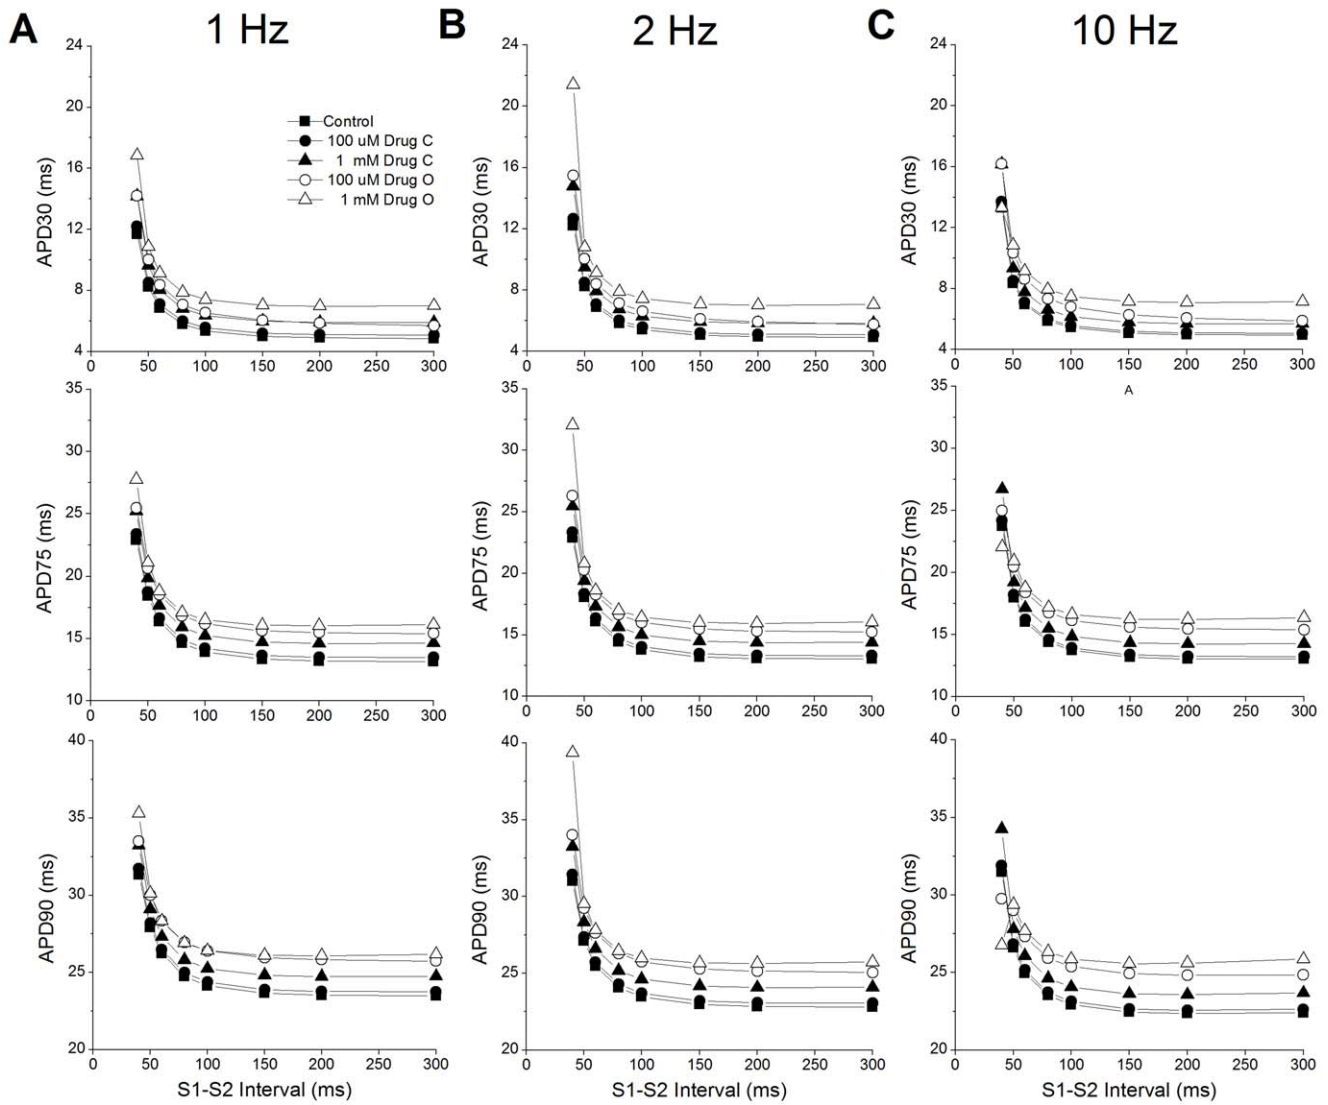 A 1 Hz B 2 Hz C 10 Hz
24 24 24
20 20 20
Control
100 uM Drug C
1 mM Drug C
100 uM Drug O
1 mM Drug O
16 16 16
APD30 (ms) APD30 (ms) APD30 (ms)
12 12 12
8 8 8
4 4 4
0 50 100 150 200 250 300 0 50 100 150 200 250 300 0 50 100 150 200 250 300
35 35 35
A
30 30 30
25 25 25
APD75 (ms) APD75 (ms) APD75 (ms)
20 20 20
15 15 15
10 10 10
0 50 100 150 200 250 300 0 50 100 150 200 250 300 0 50 100 150 200 250 300
40 40 40
35 35 35
APD90 (ms) APD90 (ms) APD90 (ms)
30 30 30
25 25 25
20 20 20
0 50 100 150 200 250 300 0 50 100 150 200 250 300 0 50 100 150 200 250 300
S1-S2 Interval (ms) S1-S2 Interval (ms) S1-S2 Interval (ms)